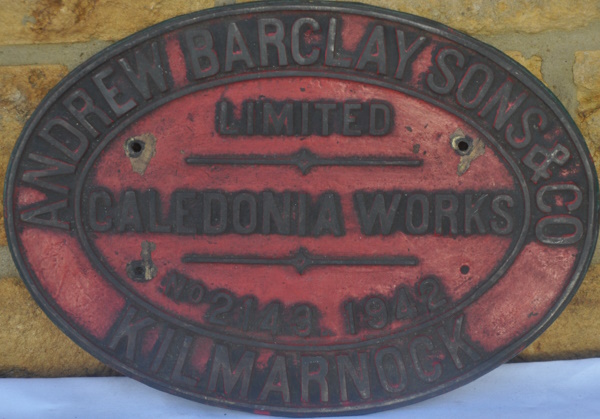 ANDREW BARCLAY SONS & CO
LIMITED
CALEDONIA WORKS
No 2143 1942
KILMARNOCK